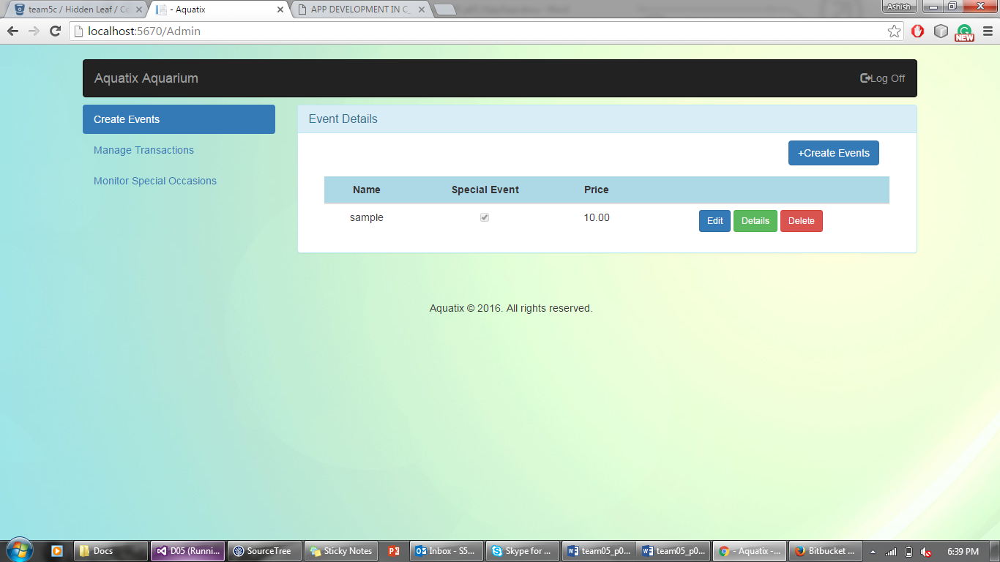 team5c / Hidden Leaf / Co
- Aquatix
APP DEVELOPMENT IN C_
Ashish
localhost:5670/Admin
NEW
Aquatix Aquarium
Log Off
Create Events
Manage Transactions
Monitor Special Occasions
Event Details
+Create Events
Name Special Event Price
sample 10.00 Edit Details Delete
Aquatix © 2016. All rights reserved.
Docs
D05 (Runni...
SourceTree
Sticky Notes
Inbox - S5...
Skype for ...
team05_p0...
team05_p0...
- Aquatix -...
Bitbucket ...
6:39 PM